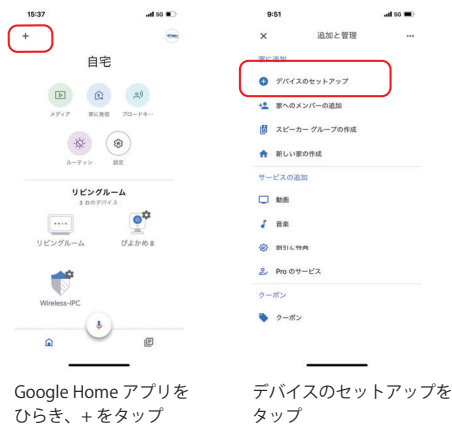 15:37
5G
+
自宅
メディア
家に発信
ブロードキ…
ルーティン
設定
リビングルーム
3 台のデバイス
リビングルーム
ぴよかめ 8
Wireless-IPC
Google Home アプリを
ひらき、+ をタップ
9:51
5G
× 追加と管理 …
家に追加
デバイスのセットアップ
家へのメンバーの追加
スピーカー グループの作成
新しい家の作成
サービスの追加
動画
音楽
割引と特典
Pro のサービス
クーポン
クーポン
デバイスのセットアップを
タップ